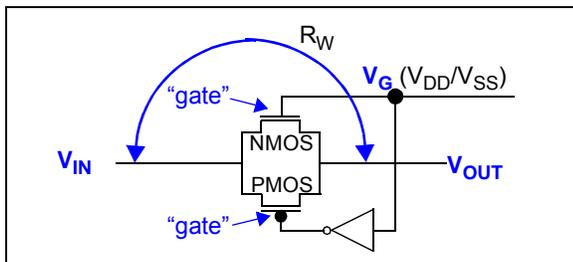 R_W
V_G (V_DD/V_SS)
“gate”
NMOS
V_IN
V_OUT
PMOS
“gate”